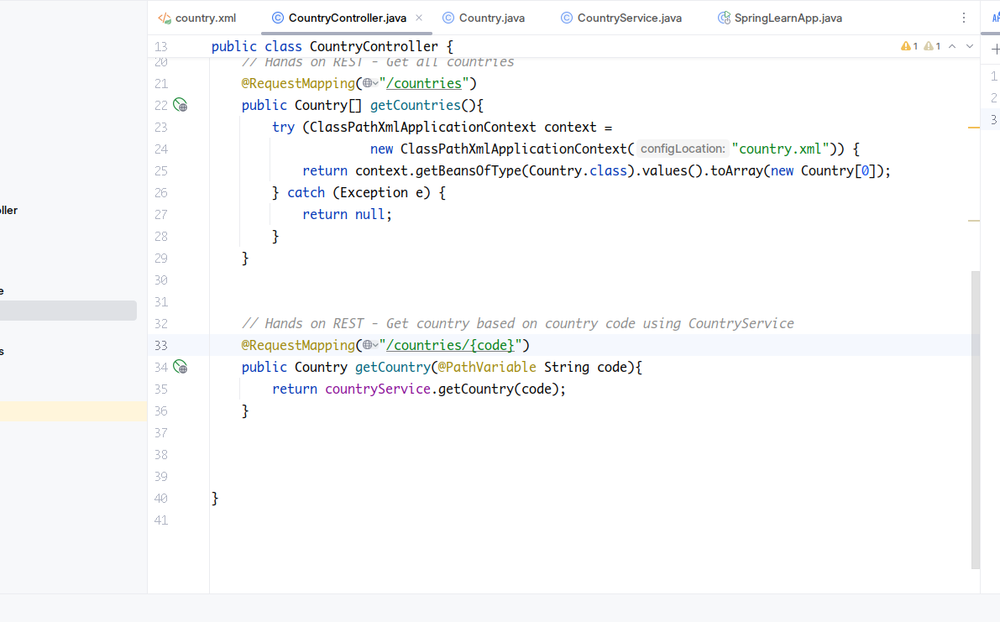 country.xml CountryController.java Country.java CountryService.java SpringLearnApp.java
13 public class CountryController { 1 1
20 // Hands on REST - Get all countries
21 @RequestMapping("/countries")
22 public Country[] getCountries(){
23 try (ClassPathXmlApplicationContext context =
24 new ClassPathXmlApplicationContext( configLocation: "country.xml")) {
25 return context.getBeansOfType(Country.class).values().toArray(new Country[0]);
26 } catch (Exception e) {
27 return null;
28 }
29 }
30
31
32 // Hands on REST - Get country based on country code using CountryService
33 @RequestMapping("/countries/{code}")
34 public Country getCountry(@PathVariable String code){
35 return countryService.getCountry(code);
36 }
37
38
39
40 }
41
1
2
3